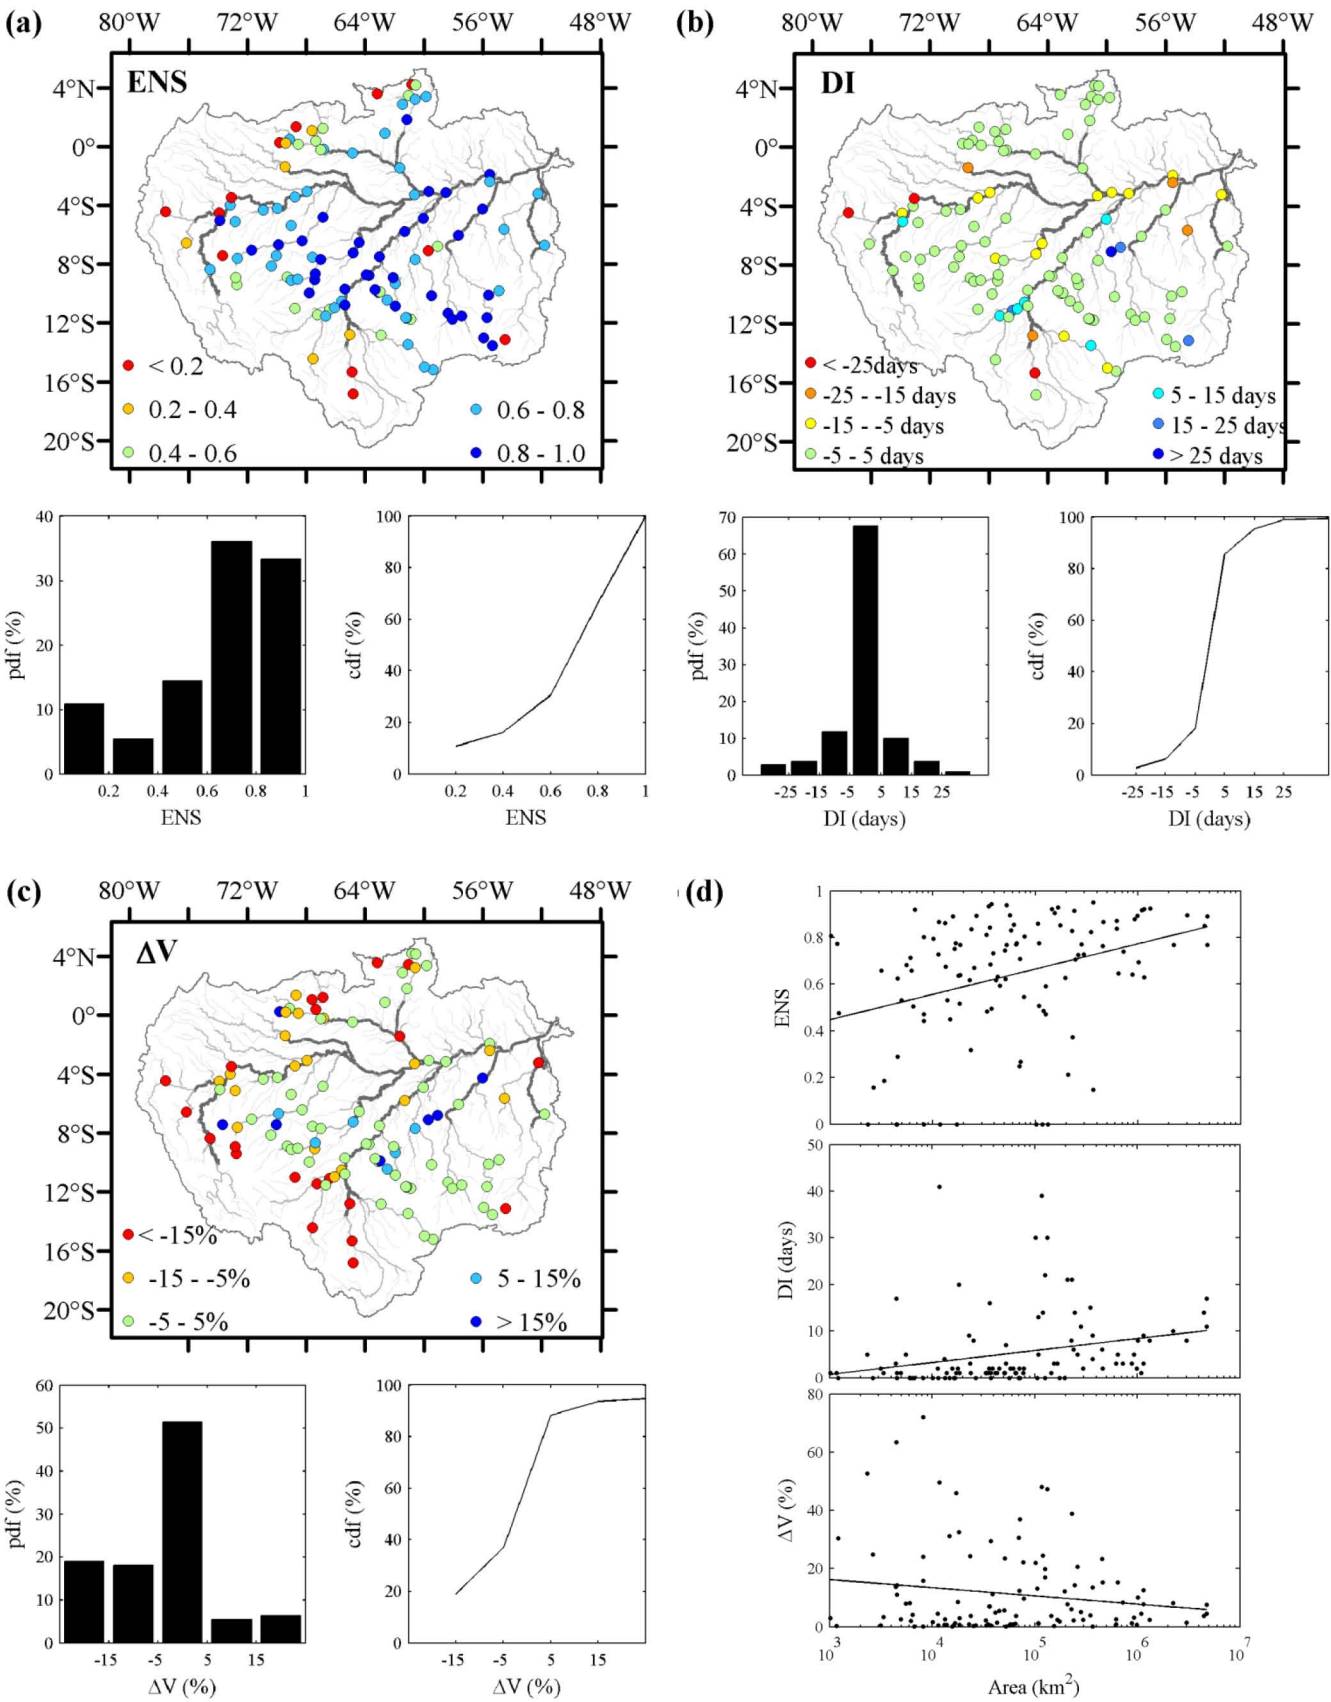 (a)
80°W 72°W 64°W 56°W 48°W
ENS
4°N
0°
4°S
8°S
12°S
16°S
20°S
< 0.2
0.2 - 0.4
0.4 - 0.6
0.6 - 0.8
0.8 - 1.0
40
30
20
10
0
pdf (%)
0.2 0.4 0.6 0.8 1
ENS
100
80
60
40
20
0
cdf (%)
0.2 0.4 0.6 0.8 1
ENS
(b)
80°W 72°W 64°W 56°W 48°W
DI
4°N
0°
4°S
8°S
12°S
16°S
20°S
< -25days
-25 - -15 days
-15 - -5 days
-5 - 5 days
5 - 15 days
15 - 25 days
> 25 days
70
60
50
40
30
20
10
0
pdf (%)
-25 -15 -5 5 15 25
DI (days)
100
80
60
40
20
0
cdf (%)
-25 -15 -5 5 15 25
DI (days)
(c)
80°W 72°W 64°W 56°W 48°W
ΔV
4°N
0°
4°S
8°S
12°S
16°S
20°S
< -15%
-15 - -5%
-5 - 5%
5 - 15%
> 15%
60
50
40
30
20
10
0
pdf (%)
-15 -5 5 15
ΔV (%)
100
80
60
40
20
0
cdf (%)
-15 -5 5 15
ΔV (%)
(d)
1
0.8
0.6
0.4
0.2
0
ENS
50
40
30
20
10
0
DI (days)
80
60
40
20
0
ΔV (%)
10³ 10⁴ 10⁵ 10⁶ 10⁷
Area (km²)